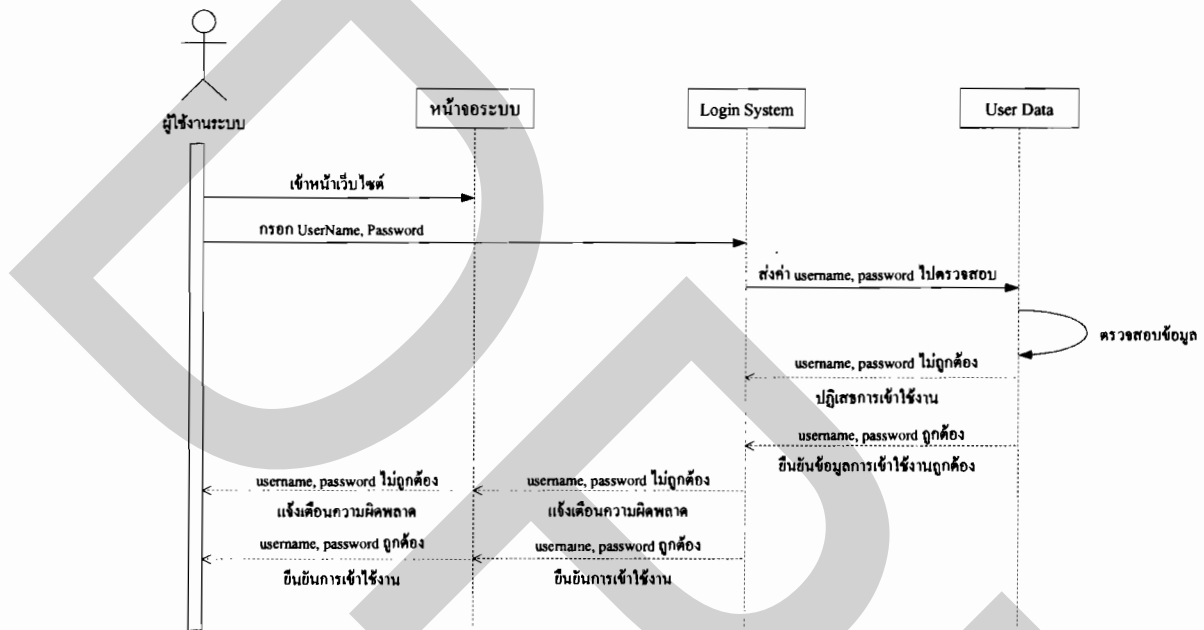 ผู้ใช้งานระบบ
หน้าจอระบบ
Login System
User Data
เข้าหน้าเว็บไซต์
กรอก UserName, Password
ส่งค่า username, password ไปตรวจสอบ
ตรวจสอบข้อมูล
username, password ไม่ถูกต้อง
ปฏิเสธการเข้าใช้งาน
username, password ถูกต้อง
ยืนยันข้อมูลการเข้าใช้งานถูกต้อง
username, password ไม่ถูกต้อง
แจ้งเตือนความผิดพลาด
username, password ไม่ถูกต้อง
แจ้งเตือนความผิดพลาด
username, password ถูกต้อง
ยืนยันการเข้าใช้งาน
username, password ถูกต้อง
ยืนยันการเข้าใช้งาน